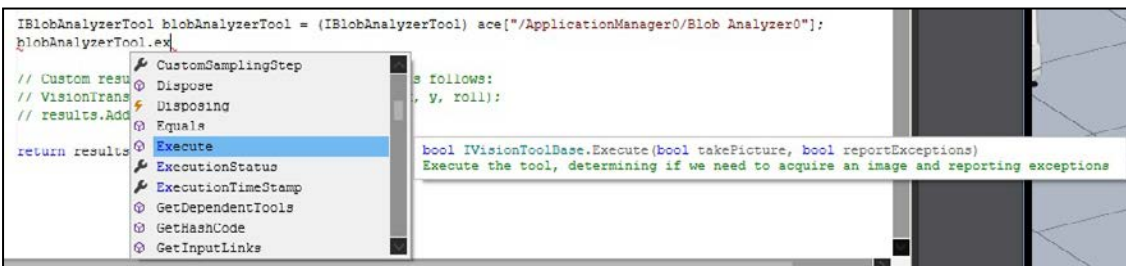 IBlobAnalyzerTool blobAnalyzerTool = (IBlobAnalyzerTool) ace["/ApplicationManager0/Blob Analyzer0"];
blobAnalyzerTool.ex
CustomSamplingStep
// Custom resu s follows:
Dispose
// VisionTrans , y, roll);
Disposing
// results.Add
Equals
return results
Execute
bool IVisionToolBase.Execute(bool takePicture, bool reportExceptions)
ExecutionStatus
Execute the tool, determining if we need to acquire an image and reporting exceptions
ExecutionTimeStamp
GetDependentTools
GetHashCode
GetInputLinks